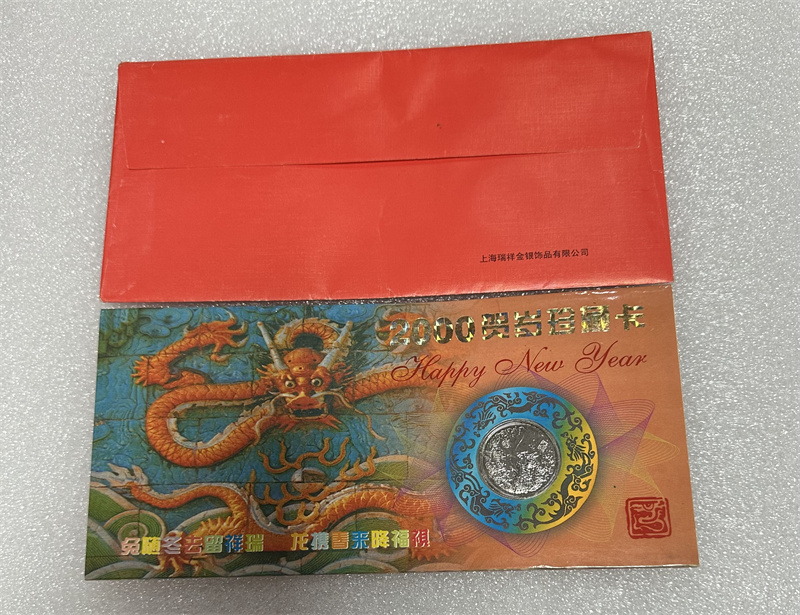 上海瑞祥金银饰品有限公司
2000贺岁珍藏卡
Happy New Year
兔随冬去留祥瑞 龙携春来降福祺